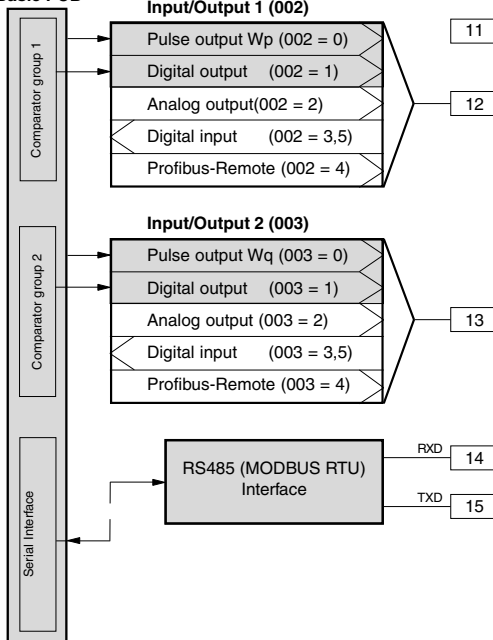 Input/Output 1 (002)
Comparator group 1
Pulse output Wp (002 = 0)
Digital output (002 = 1)
Analog output(002 = 2)
Digital input (002 = 3,5)
Profibus-Remote (002 = 4)
11
12
Input/Output 2 (003)
Comparator group 2
Pulse output Wq (003 = 0)
Digital output (003 = 1)
Analog output (003 = 2)
Digital input (003 = 3,5)
Profibus-Remote (003 = 4)
13
Serial Interface
RS485 (MODBUS RTU)
Interface
RXD
14
TXD
15